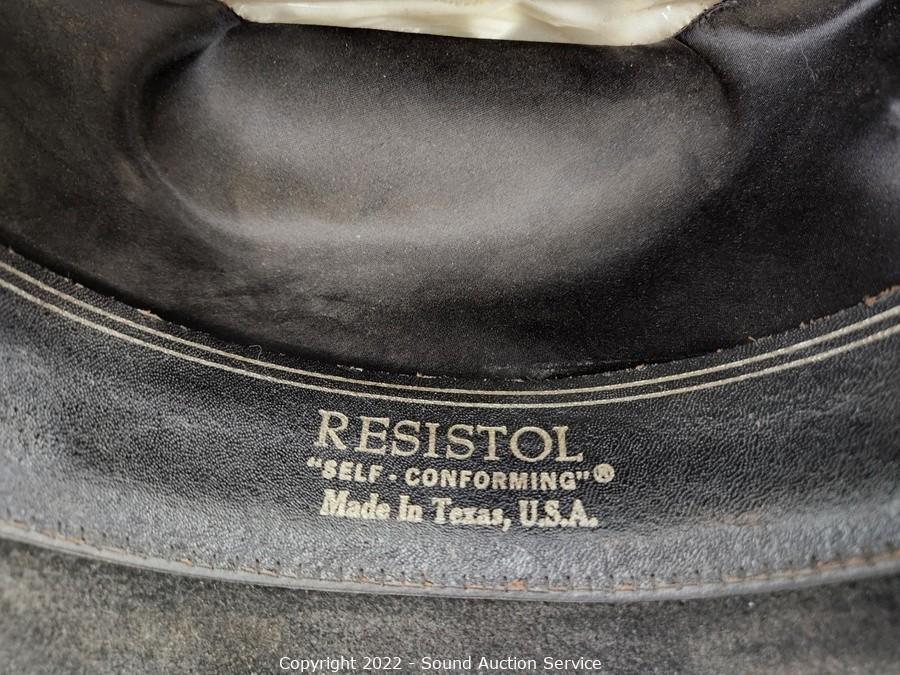 RESISTOL
"SELF-CONFORMING"®
Made in Texas, U.S.A.
Copyright 2022 - Sound Auction Service